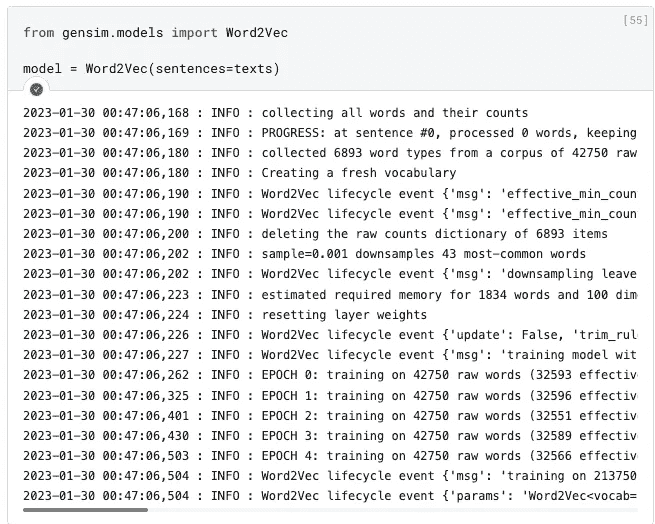 [55]
from gensim.models import Word2Vec
model = Word2Vec(sentences=texts)
2023-01-30 00:47:06,168 : INFO : collecting all words and their counts
2023-01-30 00:47:06,169 : INFO : PROGRESS: at sentence #0, processed 0 words, keeping
2023-01-30 00:47:06,180 : INFO : collected 6893 word types from a corpus of 42750 raw
2023-01-30 00:47:06,180 : INFO : Creating a fresh vocabulary
2023-01-30 00:47:06,190 : INFO : Word2Vec lifecycle event {'msg': 'effective_min_coun
2023-01-30 00:47:06,190 : INFO : Word2Vec lifecycle event {'msg': 'effective_min_coun
2023-01-30 00:47:06,200 : INFO : deleting the raw counts dictionary of 6893 items
2023-01-30 00:47:06,202 : INFO : sample=0.001 downsamples 43 most-common words
2023-01-30 00:47:06,202 : INFO : Word2Vec lifecycle event {'msg': 'downsampling leave
2023-01-30 00:47:06,223 : INFO : estimated required memory for 1834 words and 100 dim
2023-01-30 00:47:06,224 : INFO : resetting layer weights
2023-01-30 00:47:06,226 : INFO : Word2Vec lifecycle event {'update': False, 'trim_rul
2023-01-30 00:47:06,227 : INFO : Word2Vec lifecycle event {'msg': 'training model wit
2023-01-30 00:47:06,262 : INFO : EPOCH 0: training on 42750 raw words (32593 effectiv
2023-01-30 00:47:06,325 : INFO : EPOCH 1: training on 42750 raw words (32596 effectiv
2023-01-30 00:47:06,401 : INFO : EPOCH 2: training on 42750 raw words (32551 effectiv
2023-01-30 00:47:06,430 : INFO : EPOCH 3: training on 42750 raw words (32589 effectiv
2023-01-30 00:47:06,503 : INFO : EPOCH 4: training on 42750 raw words (32566 effectiv
2023-01-30 00:47:06,504 : INFO : Word2Vec lifecycle event {'msg': 'training on 213750
2023-01-30 00:47:06,504 : INFO : Word2Vec lifecycle event {'params': 'Word2Vec<vocab=